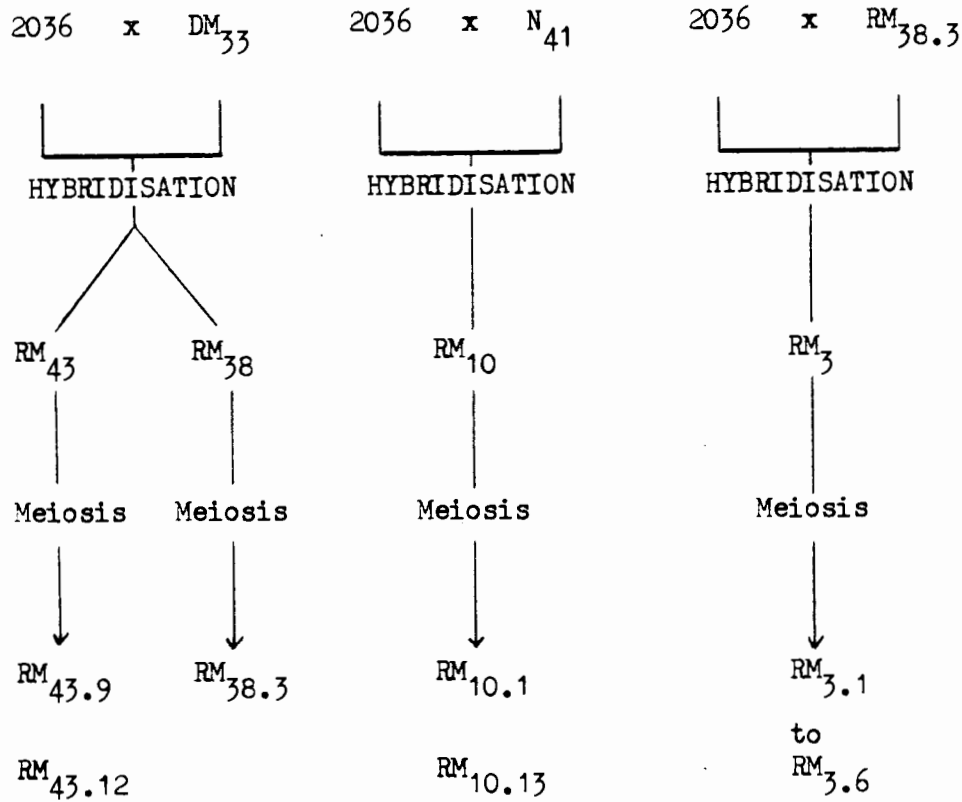 2036 x DM33 2036 x N41 2036 x RM38.3
HYBRIDISATION HYBRIDISATION HYBRIDISATION
RM43 RM38 RM10 RM3
Meiosis Meiosis Meiosis Meiosis
RM43.9 RM38.3 RM10.1 RM3.1
to
RM43.12 RM10.13 RM3.6